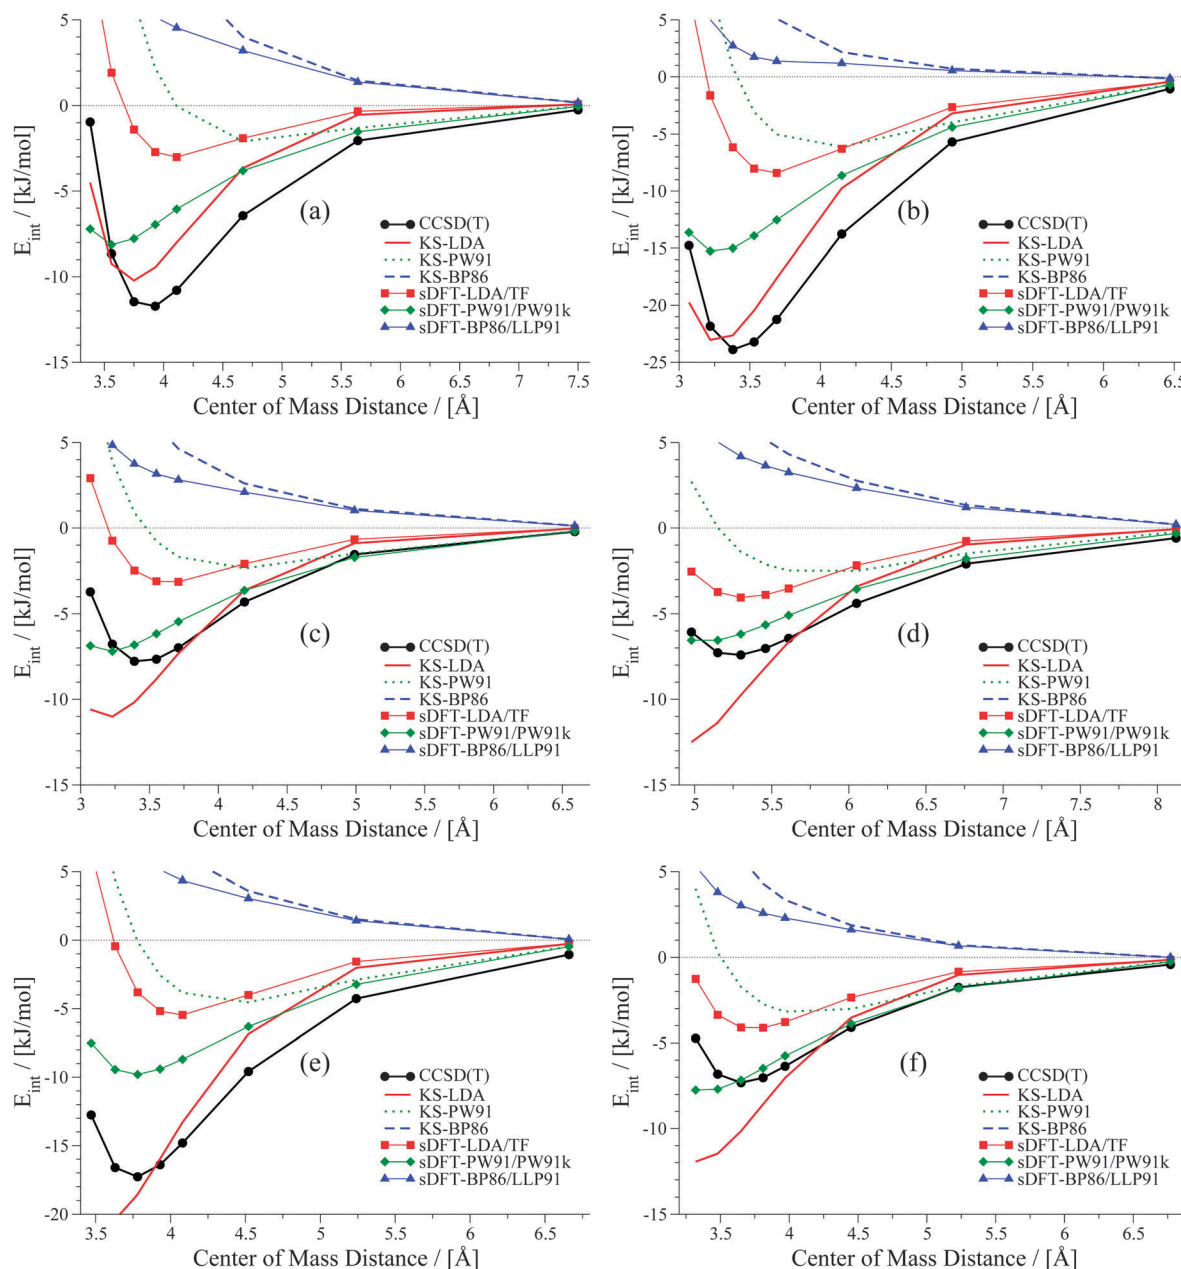 5
0
-5
-10
-15
E_int / [kJ/mol]
(a)
CCSD(T)
KS-LDA
KS-PW91
KS-BP86
sDFT-LDA/TF
sDFT-PW91/PW91k
sDFT-BP86/LLP91
3.5 4 4.5 5 5.5 6 6.5 7 7.5
Center of Mass Distance / [Å]
5
0
-5
-10
-15
-20
-25
E_int / [kJ/mol]
(b)
CCSD(T)
KS-LDA
KS-PW91
KS-BP86
sDFT-LDA/TF
sDFT-PW91/PW91k
sDFT-BP86/LLP91
3 3.5 4 4.5 5 5.5 6 6.5
Center of Mass Distance / [Å]
5
0
-5
-10
-15
E_int / [kJ/mol]
(c)
CCSD(T)
KS-LDA
KS-PW91
KS-BP86
sDFT-LDA/TF
sDFT-PW91/PW91k
sDFT-BP86/LLP91
3 3.5 4 4.5 5 5.5 6 6.5
Center of Mass Distance / [Å]
5
0
-5
-10
-15
E_int / [kJ/mol]
(d)
CCSD(T)
KS-LDA
KS-PW91
KS-BP86
sDFT-LDA/TF
sDFT-PW91/PW91k
sDFT-BP86/LLP91
5 5.5 6 6.5 7 7.5 8
Center of Mass Distance / [Å]
5
0
-5
-10
-15
-20
E_int / [kJ/mol]
(e)
CCSD(T)
KS-LDA
KS-PW91
KS-BP86
sDFT-LDA/TF
sDFT-PW91/PW91k
sDFT-BP86/LLP91
3.5 4 4.5 5 5.5 6 6.5
Center of Mass Distance / [Å]
5
0
-5
-10
-15
E_int / [kJ/mol]
(f)
CCSD(T)
KS-LDA
KS-PW91
KS-BP86
sDFT-LDA/TF
sDFT-PW91/PW91k
sDFT-BP86/LLP91
3.5 4 4.5 5 5.5 6 6.5
Center of Mass Distance / [Å]